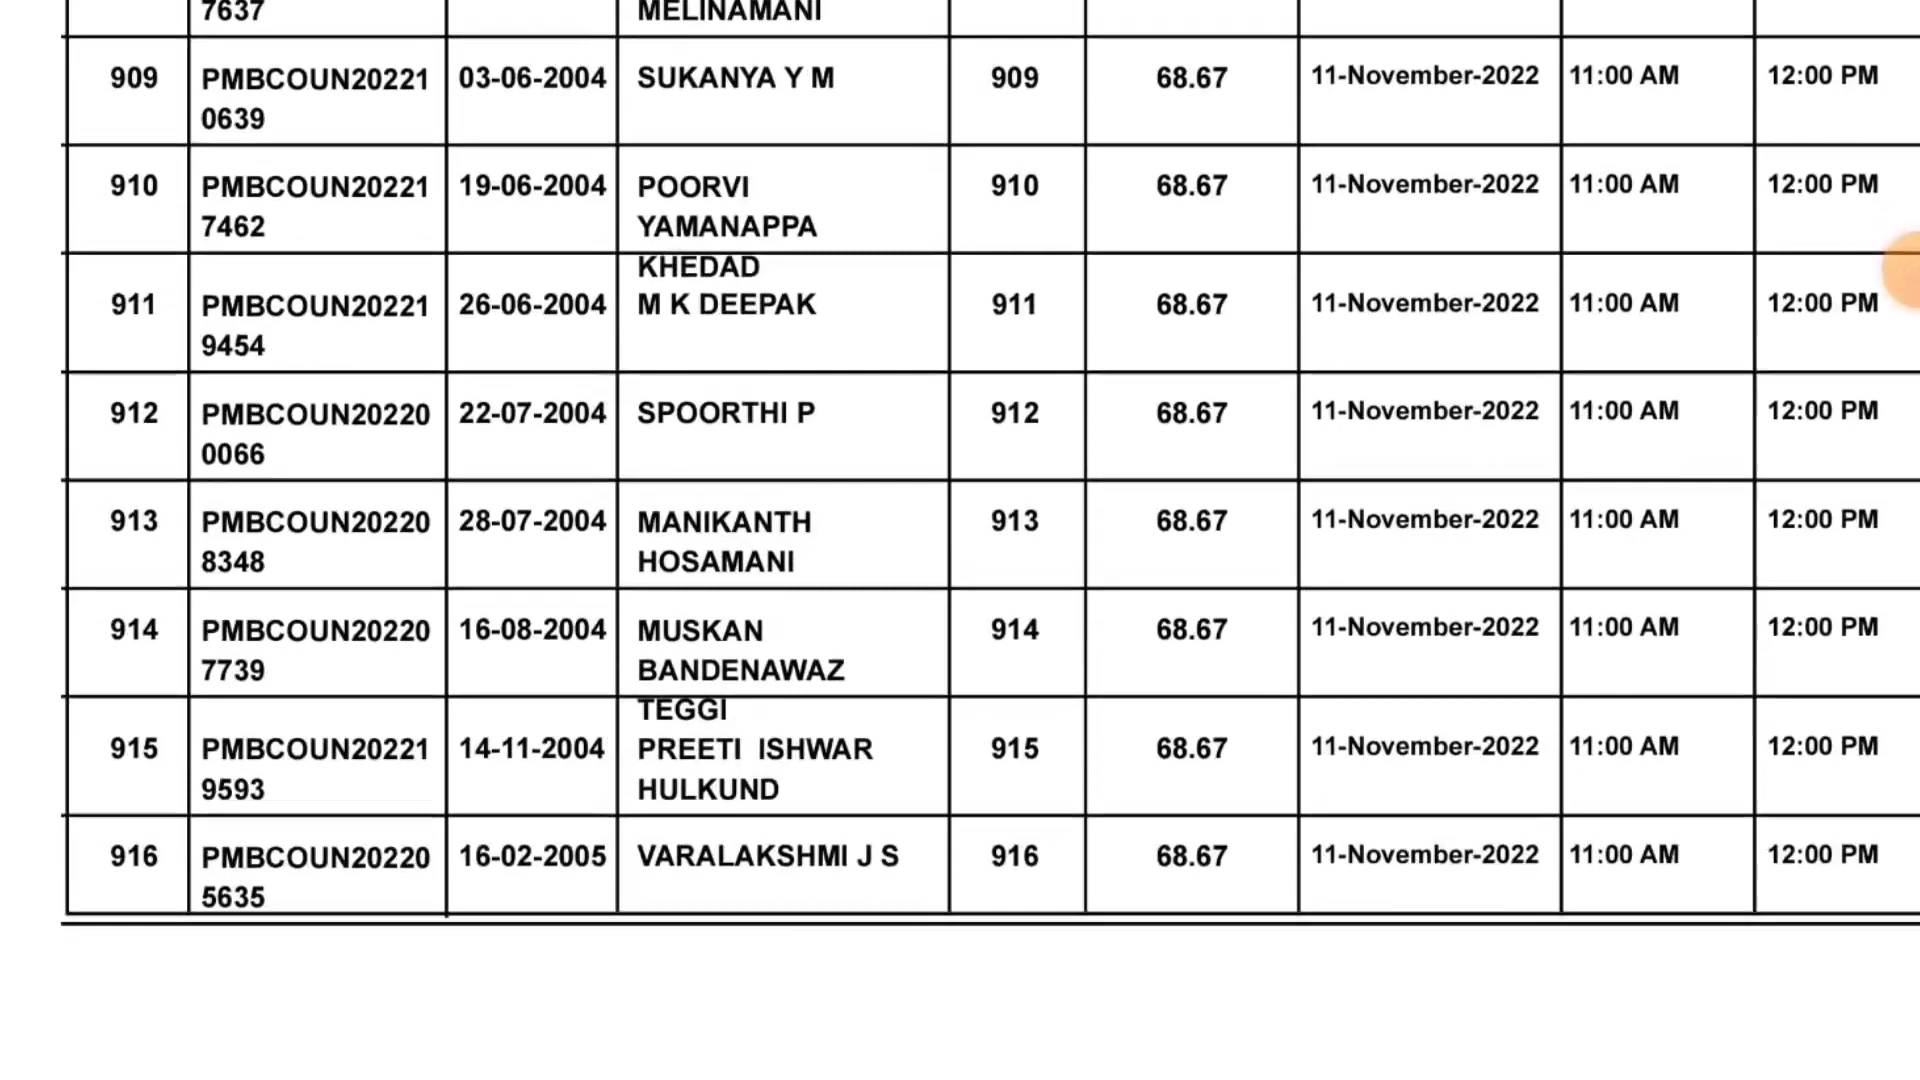 7637 MELINAMANI
909 PMBCOUN20221 03-06-2004 SUKANYA Y M 909 68.67 11-November-2022 11:00 AM 12:00 PM
0639
910 PMBCOUN20221 19-06-2004 POORVI 910 68.67 11-November-2022 11:00 AM 12:00 PM
7462 YAMANAPPA
KHEDAD
911 PMBCOUN20221 26-06-2004 M K DEEPAK 911 68.67 11-November-2022 11:00 AM 12:00 PM
9454
912 PMBCOUN20220 22-07-2004 SPOORTHI P 912 68.67 11-November-2022 11:00 AM 12:00 PM
0066
913 PMBCOUN20220 28-07-2004 MANIKANTH 913 68.67 11-November-2022 11:00 AM 12:00 PM
8348 HOSAMANI
914 PMBCOUN20220 16-08-2004 MUSKAN 914 68.67 11-November-2022 11:00 AM 12:00 PM
7739 BANDENAWAZ
TEGGI
915 PMBCOUN20221 14-11-2004 PREETI  ISHWAR 915 68.67 11-November-2022 11:00 AM 12:00 PM
9593 HULKUND
916 PMBCOUN20220 16-02-2005 VARALAKSHMI J S 916 68.67 11-November-2022 11:00 AM 12:00 PM
5635